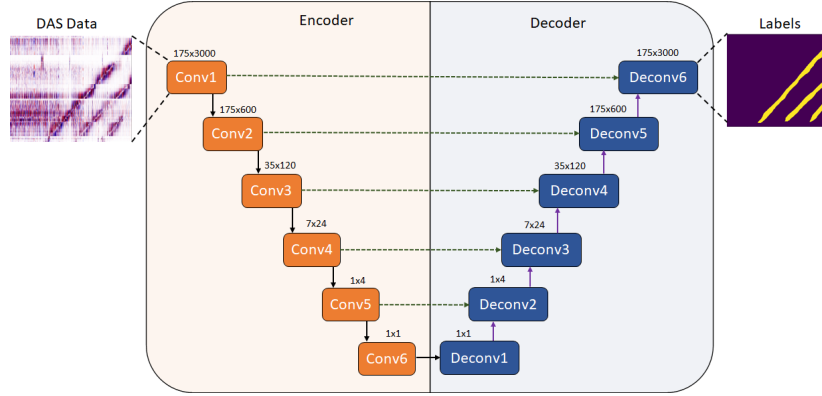 DAS Data
Encoder
Decoder
Labels
175x3000
Conv1
175x3000
Deconv6
175x600
Conv2
175x600
Deconv5
35x120
Conv3
35x120
Deconv4
7x24
Conv4
7x24
Deconv3
1x4
Conv5
1x4
Deconv2
1x1
Conv6
1x1
Deconv1